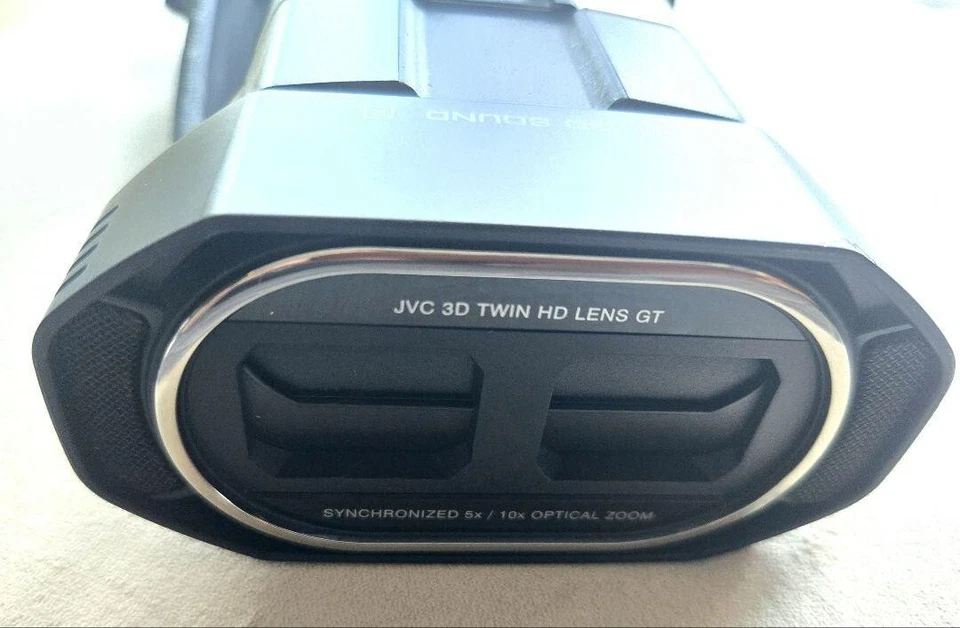 SOUND
JVC 3D TWIN HD LENS GT
SYNCHRONIZED 5x / 10x OPTICAL ZOOM